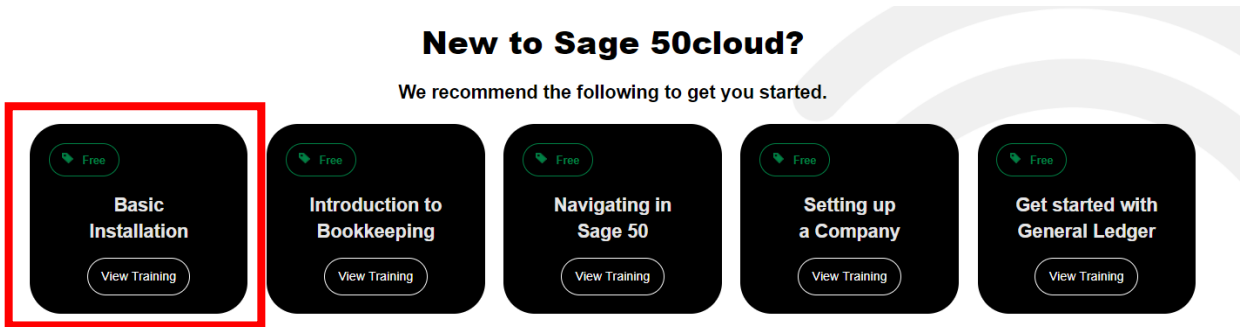 New to Sage 50cloud?
We recommend the following to get you started.
Free
Basic
Installation
View Training
Free
Introduction to
Bookkeeping
View Training
Free
Navigating in
Sage 50
View Training
Free
Setting up
a Company
View Training
Free
Get started with
General Ledger
View Training